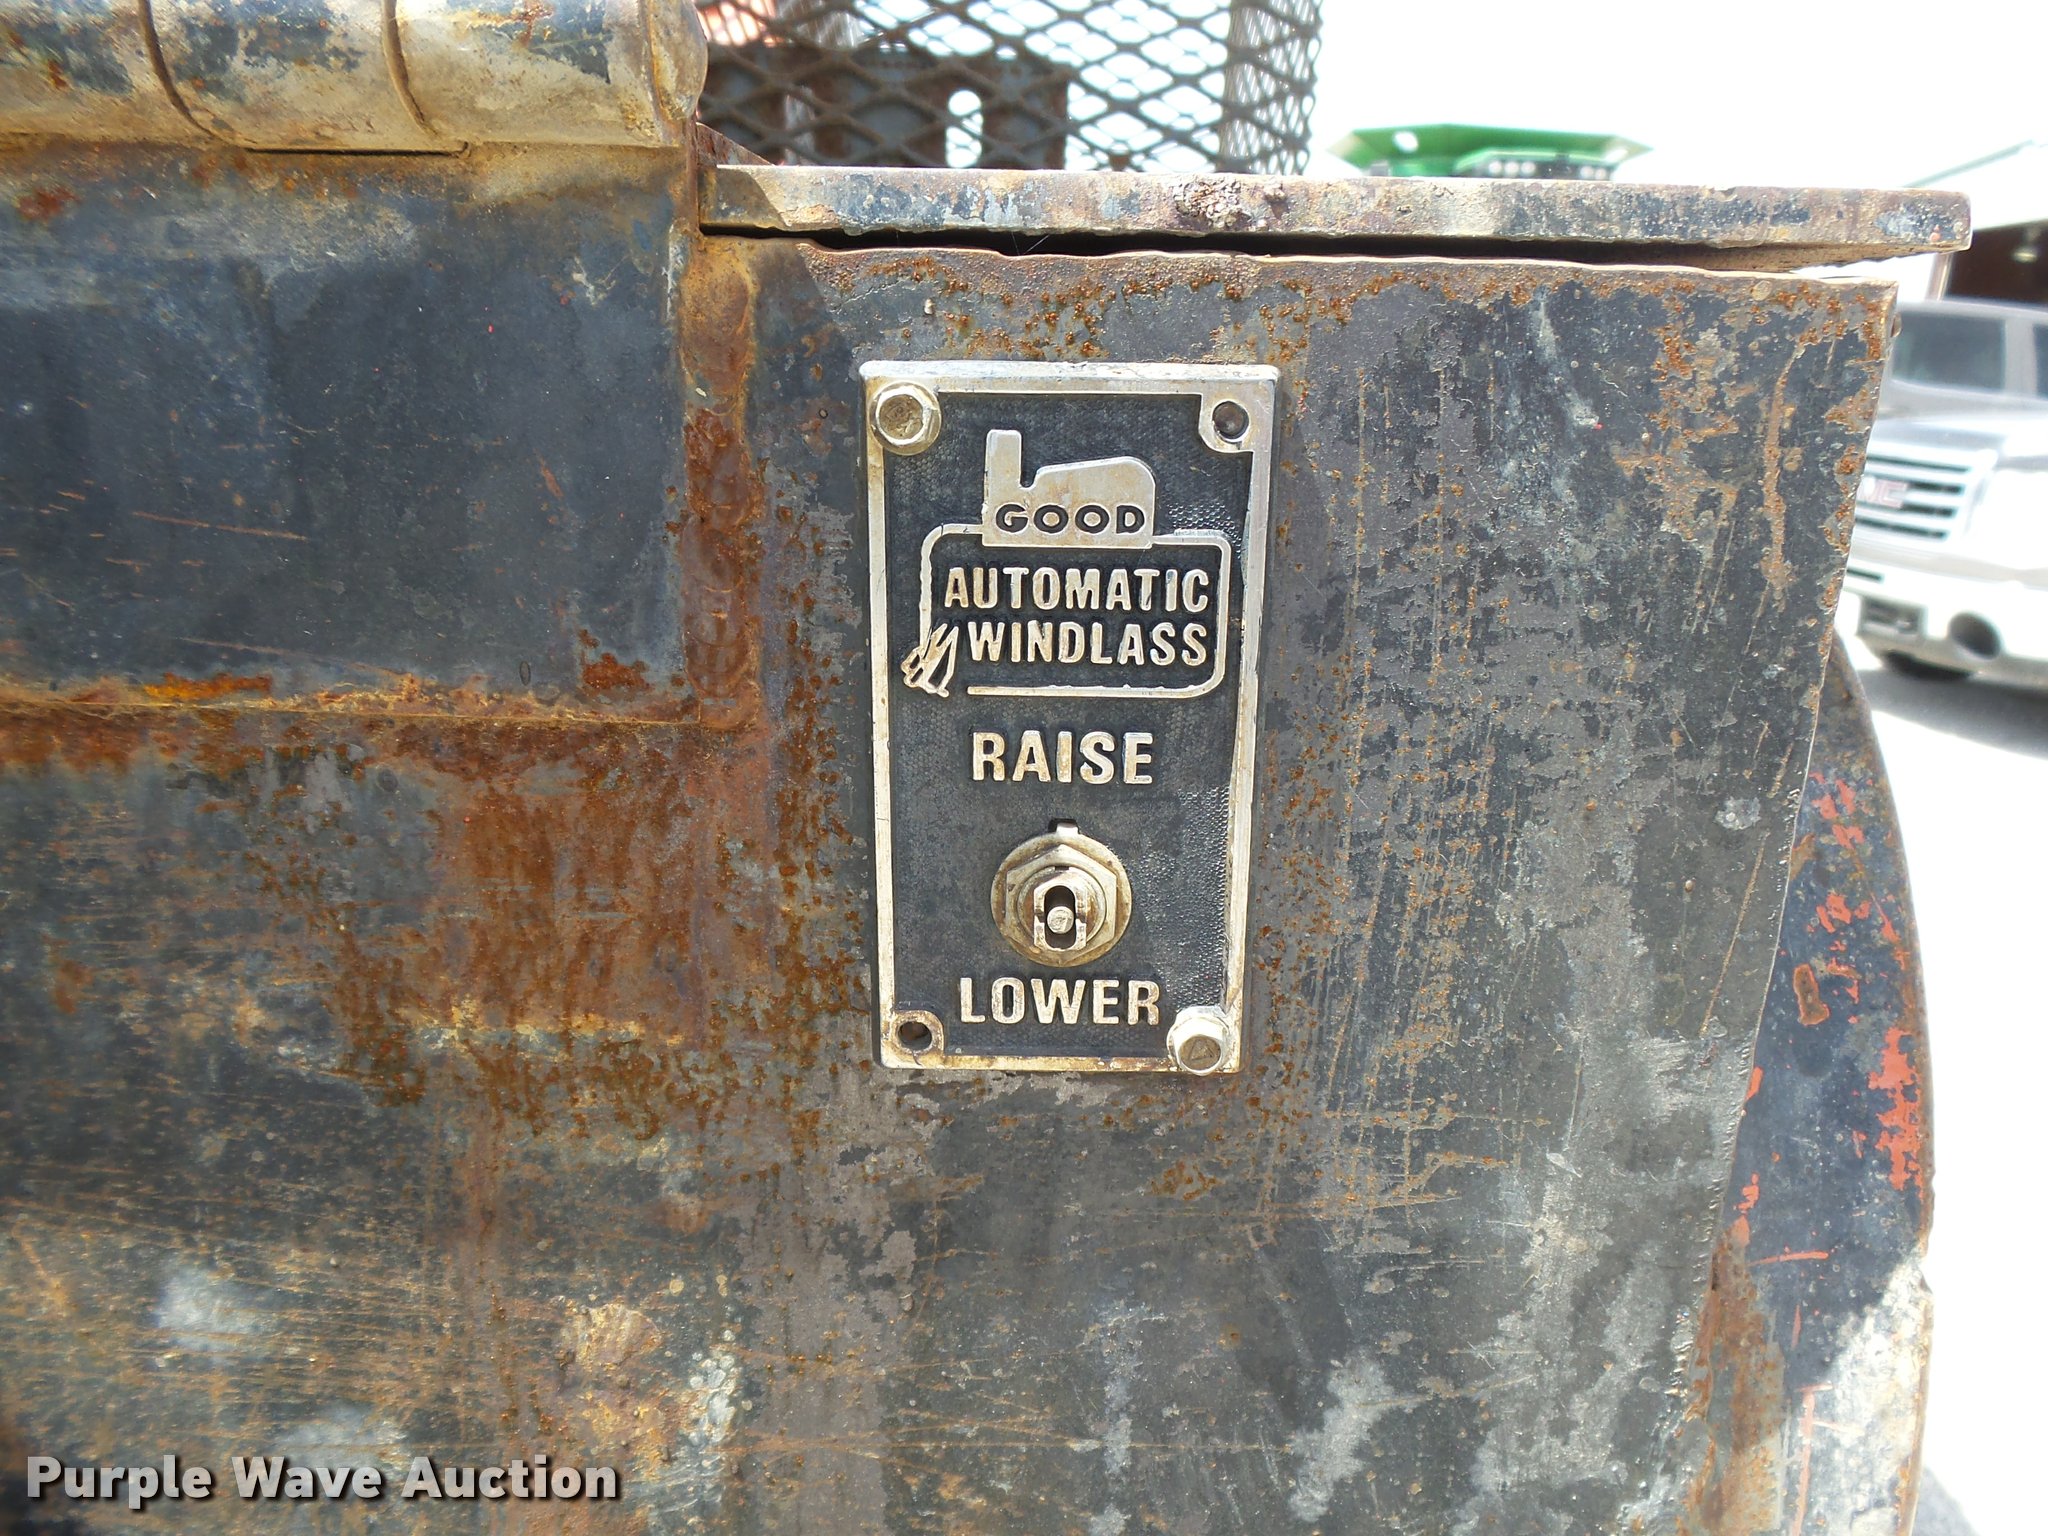 GOOD
AUTOMATIC
WINDLASS
RAISE
LOWER
Purple Wave Auction